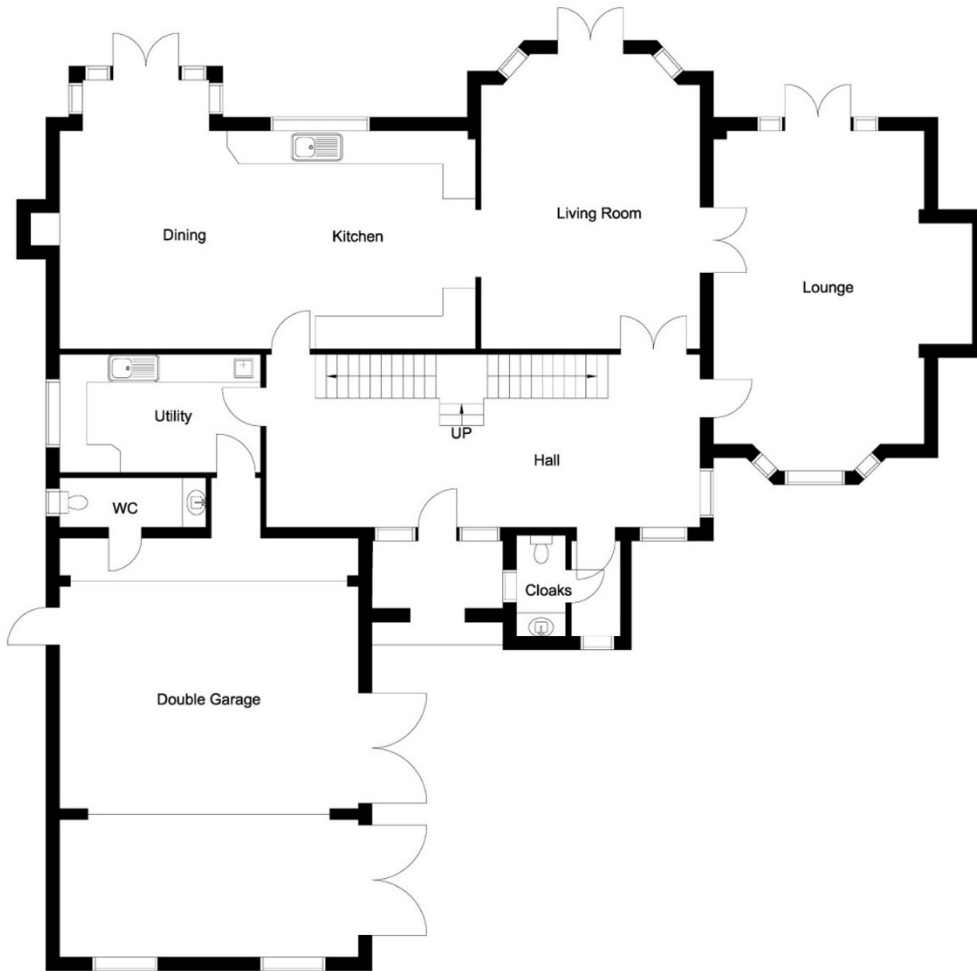 Dining
Kitchen
Living Room
Lounge
Utility
UP
Hall
WC
Cloaks
Double Garage